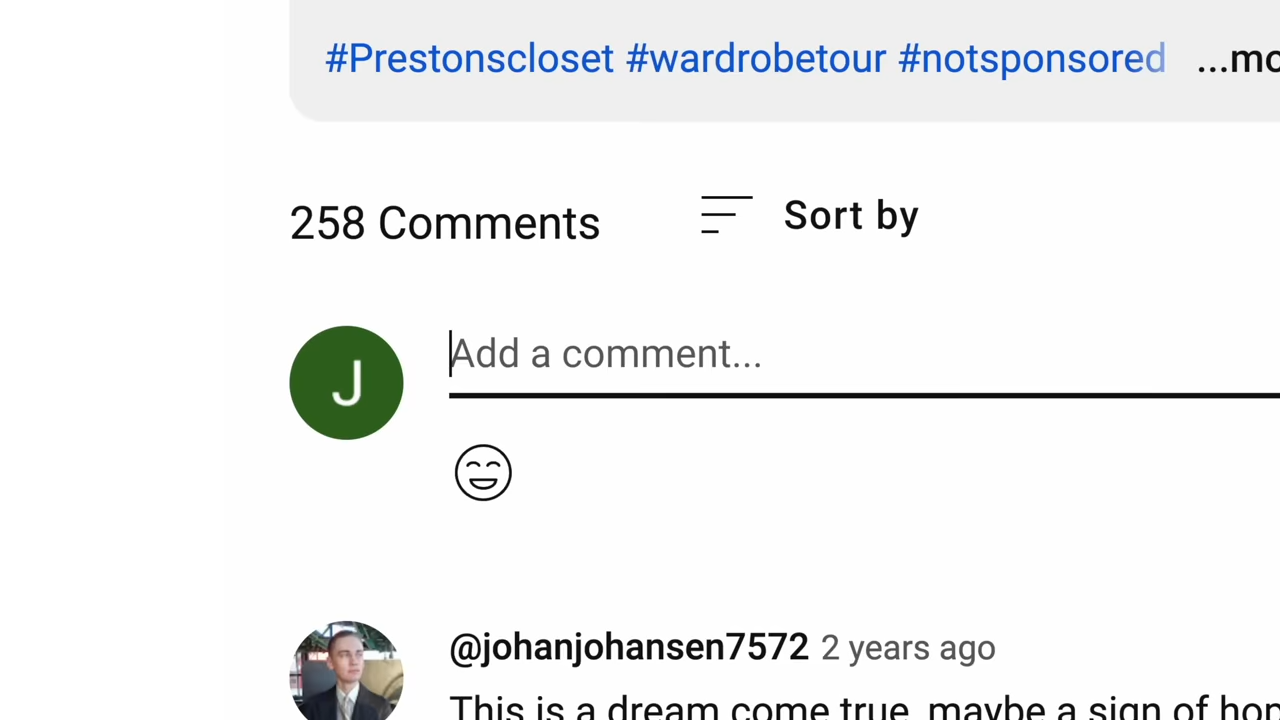 #Prestonscloset #wardrobetour #notsponsored ...mo
258 Comments
Sort by
J
Add a comment...
@johanjohansen7572 2 years ago
This is a dream come true, maybe a sign of hop